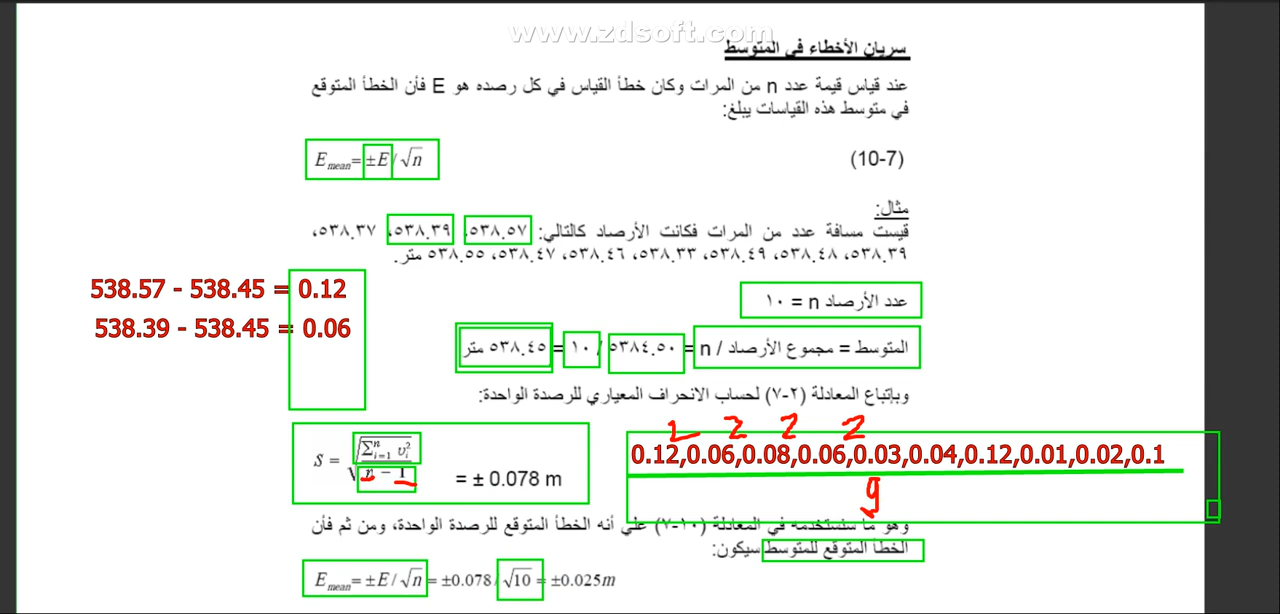 www.zdsoft.com
سريان الأخطاء في المتوسط
عند قياس قيمة عدد n من المرات وكان خطأ القياس في كل رصده هو E فأن الخطأ المتوقع
في متوسط هذه القياسات يبلغ:
E_mean= ±E/√n
(10-7)
مثال:
قيست مسافة عدد من المرات فكانت الأرصاد كالتالي: ٥٣٨.٥٧، ٥٣٨.٣٩، ٥٣٨.٣٧،
٥٣٨.٣٩، ٥٣٨.٤٨، ٥٣٨.٤٩، ٥٣٨.٣٣، ٥٣٨.٤٦، ٥٣٨.٤٧، ٥٣٨.٥٥ متر.
538.57 - 538.45 = 0.12
عدد الأرصاد n = ١٠
538.39 - 538.45 = 0.06
المتوسط = مجموع الأرصاد / n = ٥٣٨٤.٥٠ / ١٠ = ٥٣٨.٤٥ متر
وبإتباع المعادلة (٢-٧) لحساب الانحراف المعياري للرصدة الواحدة:
2 2 2 2
0.12,0.06,0.08,0.06,0.03,0.04,0.12,0.01,0.02,0.1
9
S = √(∑ⁿᵢ₌₁ υᵢ² / n − 1) = ± 0.078 m
وهو ما سنستخدمه في المعادلة (١٠-٧) علي أنه الخطأ المتوقع للرصدة الواحدة، ومن ثم فأن
الخطأ المتوقع للمتوسط سيكون:
E_mean= ±E/√n = ±0.078/√10 = ±0.025m